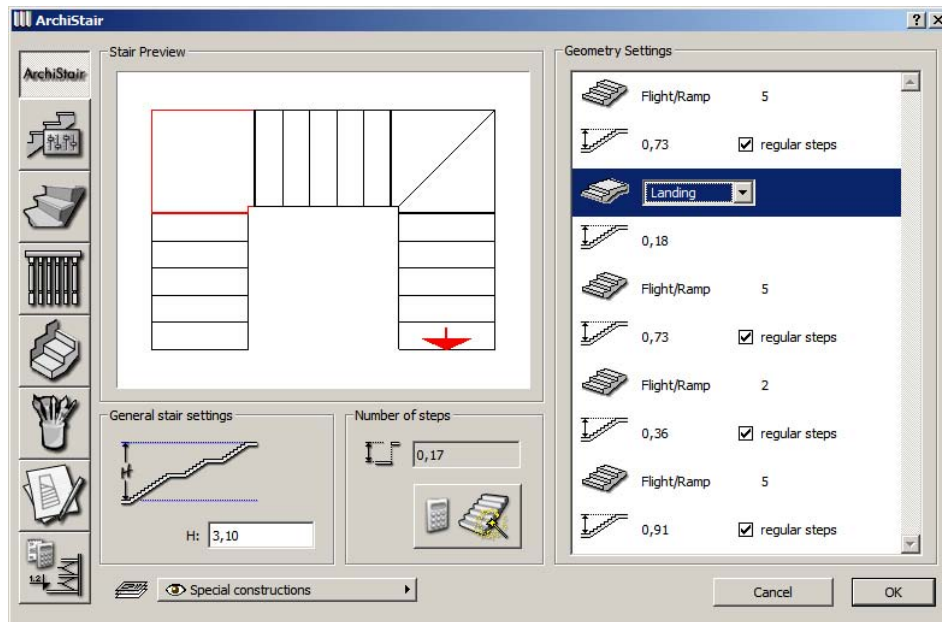 ArchiStair
ArchiStair
Stair Preview
Geometry Settings
Flight/Ramp 5
0,73 regular steps
Landing
0,18
Flight/Ramp 5
0,73 regular steps
Flight/Ramp 2
0,36 regular steps
Flight/Ramp 5
0,91 regular steps
General stair settings
H
H: 3,10
Number of steps
0,17
1.2
Special constructions
Cancel
OK